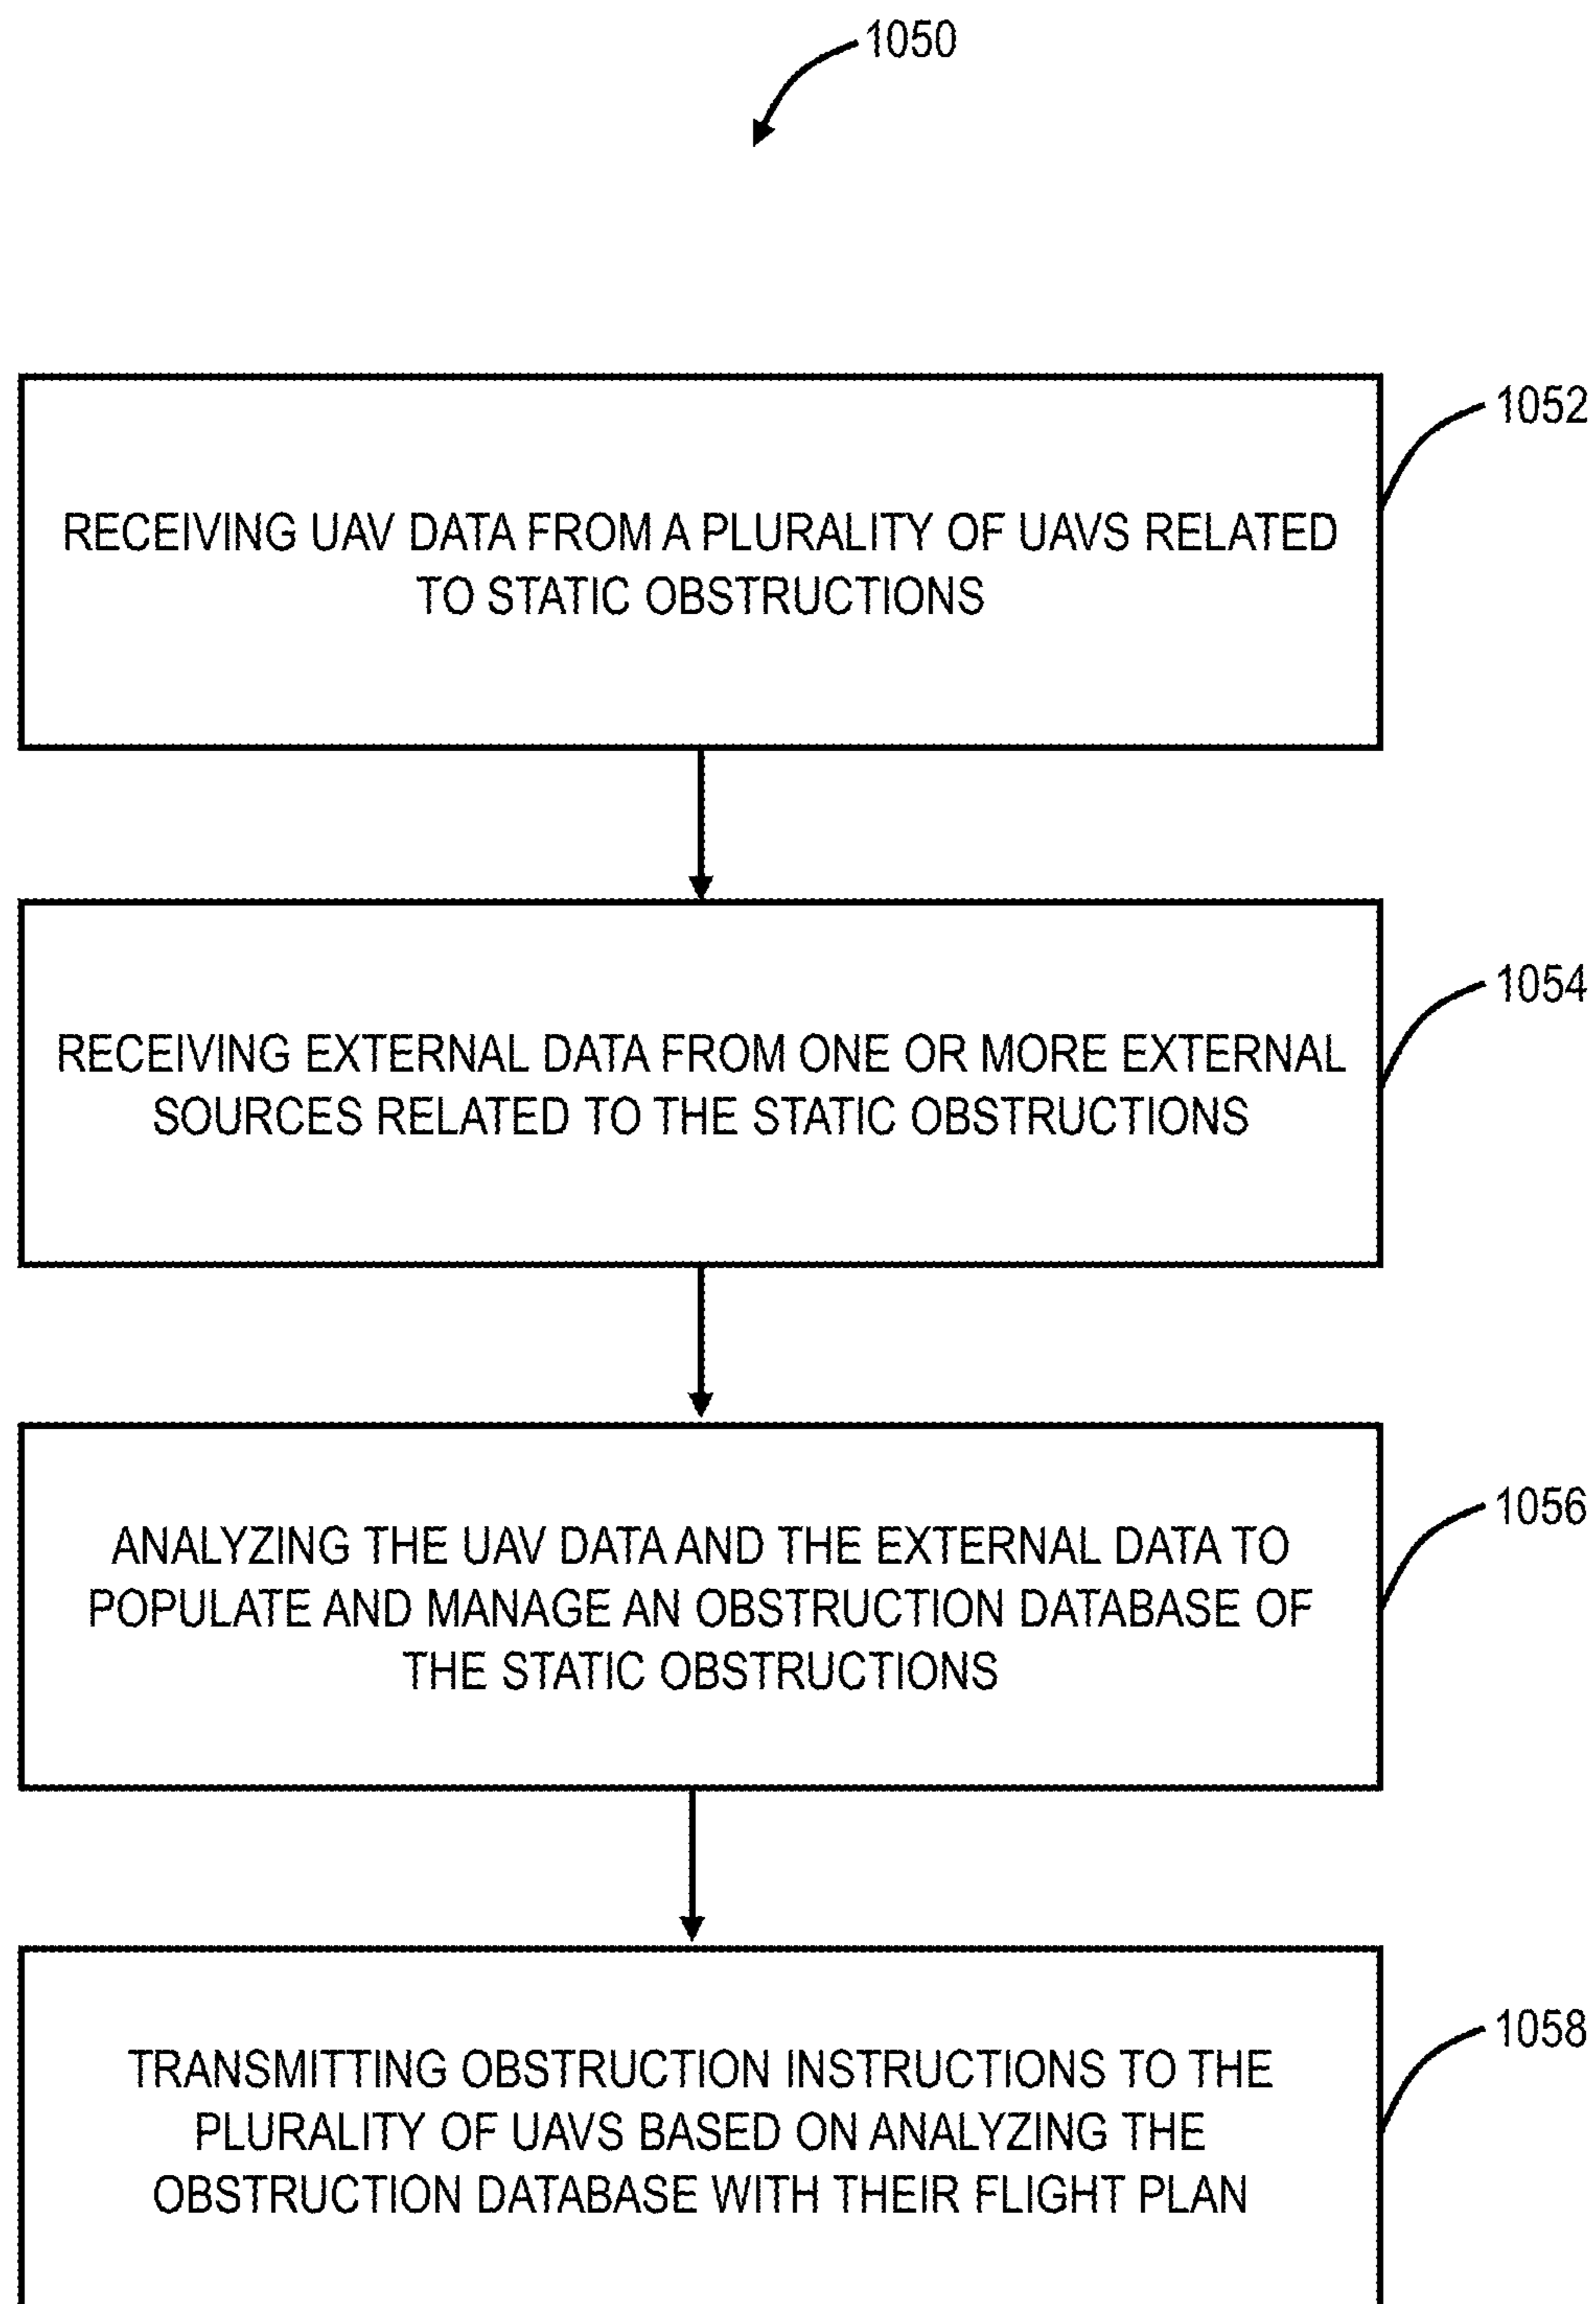 1050
1052
RECEIVING UAV DATA FROM A PLURALITY OF UAVS RELATED
TO STATIC OBSTRUCTIONS
1054
RECEIVING EXTERNAL DATA FROM ONE OR MORE EXTERNAL
SOURCES RELATED TO THE STATIC OBSTRUCTIONS
1056
ANALYZING THE UAV DATA AND THE EXTERNAL DATA TO
POPULATE AND MANAGE AN OBSTRUCTION DATABASE OF
THE STATIC OBSTRUCTIONS
1058
TRANSMITTING OBSTRUCTION INSTRUCTIONS TO THE
PLURALITY OF UAVS BASED ON ANALYZING THE
OBSTRUCTION DATABASE WITH THEIR FLIGHT PLAN